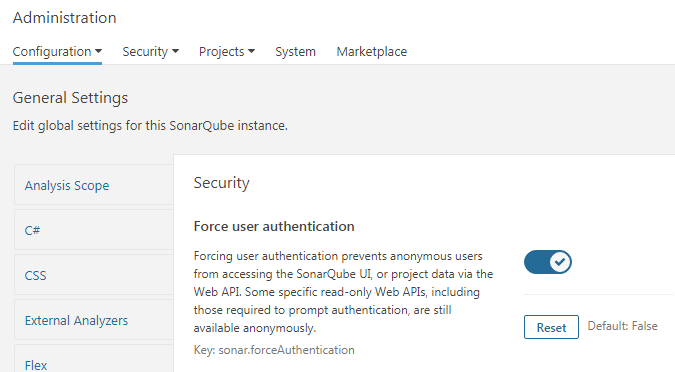 Administration
Configuration Security Projects System Marketplace
General Settings
Edit global settings for this SonarQube instance.
Analysis Scope
C#
CSS
External Analyzers
Flex
Security
Force user authentication
Forcing user authentication prevents anonymous users
from accessing the SonarQube UI, or project data via the
Web API. Some specific read-only Web APIs, including
those required to prompt authentication, are still
available anonymously.
Key: sonar.forceAuthentication
Reset Default: False